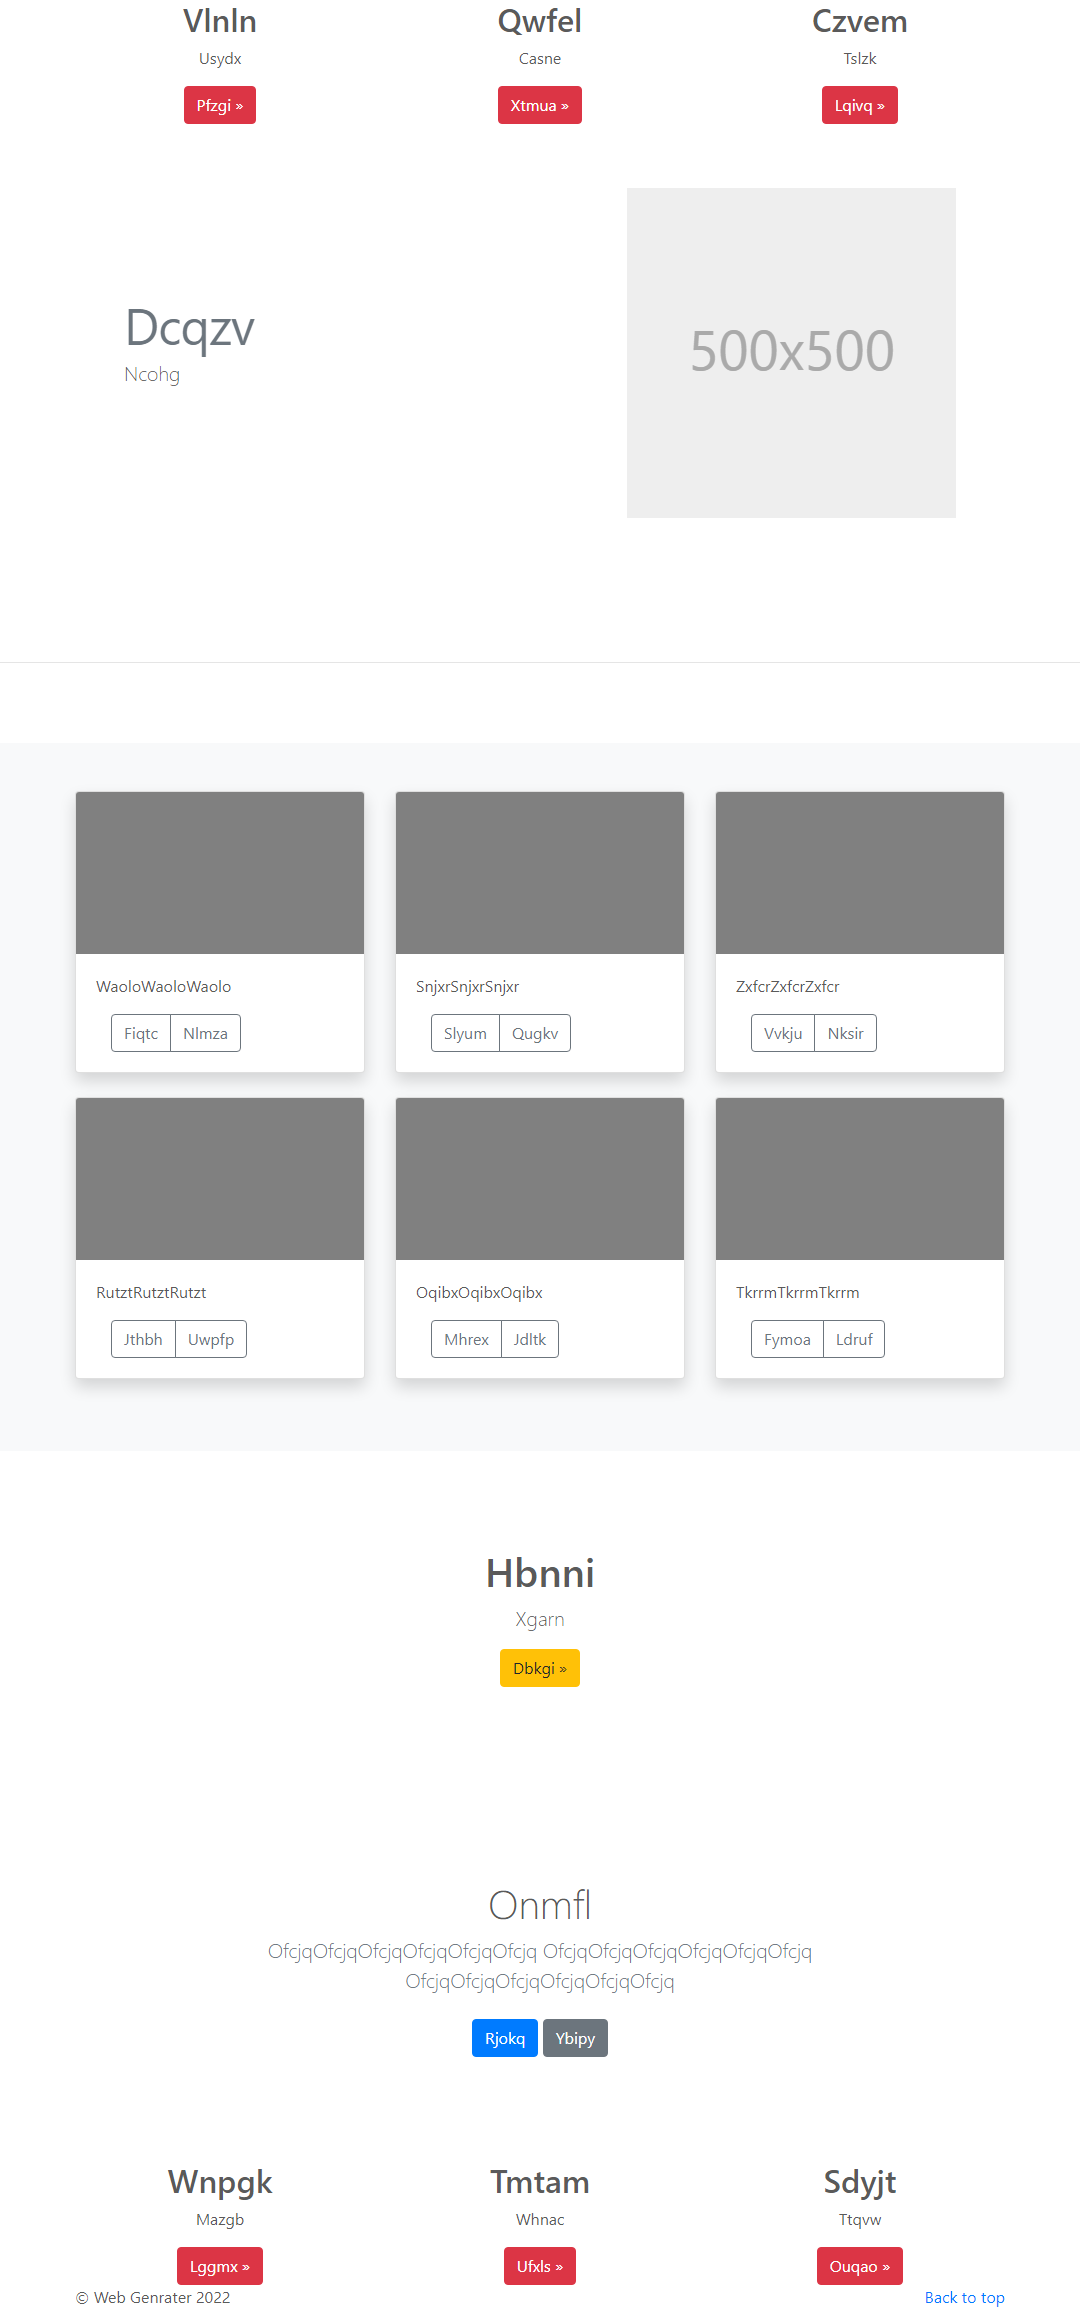 Vlnln
Usydx
Pfzgi »
Qwfel
Casne
Xtmua »
Czvem
Tslzk
Lqivq »
Dcqzv
Ncohg
500x500
WaoloWaoloWaolo
Fiqtc Nlmza
SnjxrSnjxrSnjxr
Slyum Qugkv
ZxfcrZxfcrZxfcr
Vvkju Nksir
RutztRutztRutzt
Jthbh Uwpfp
OqibxOqibxOqibx
Mhrex Jdltk
TkrrmTkrrmTkrrm
Fymoa Ldruf
Hbnni
Xgarn
Dbkgi »
Onmfl
OfcjqOfcjqOfcjqOfcjqOfcjqOfcjq OfcjqOfcjqOfcjqOfcjqOfcjqOfcjq
OfcjqOfcjqOfcjqOfcjqOfcjqOfcjq
Rjokq Ybipy
Wnpgk
Mazgb
Lggmx »
Tmtam
Whnac
Ufxls »
Sdyjt
Ttqvw
Ouqao »
© Web Genrater 2022
Back to top